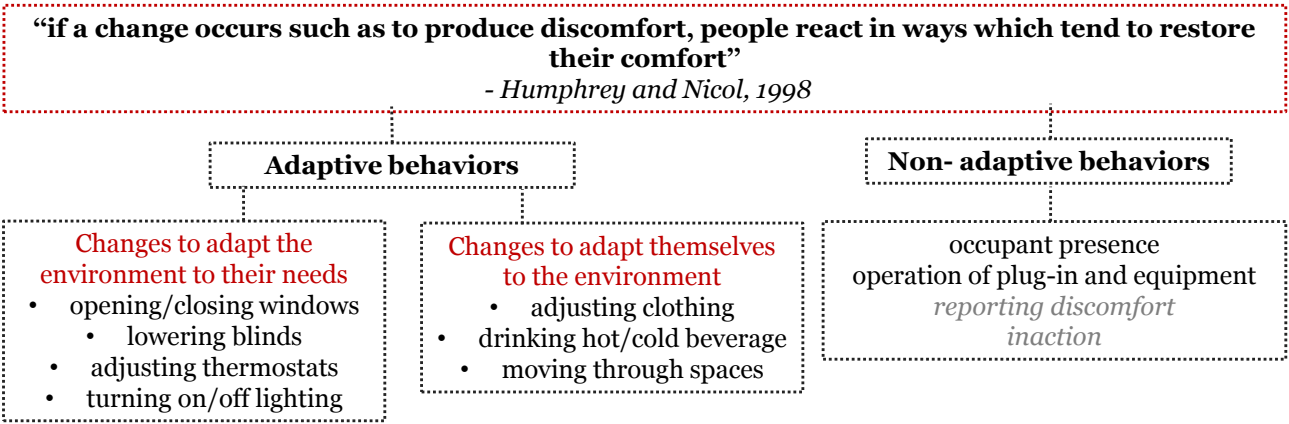 “if a change occurs such as to produce discomfort, people react in ways which tend to restore
their comfort”
- Humphrey and Nicol, 1998
Adaptive behaviors
Non- adaptive behaviors
Changes to adapt the
environment to their needs
• opening/closing windows
• lowering blinds
• adjusting thermostats
• turning on/off lighting
Changes to adapt themselves
to the environment
• adjusting clothing
• drinking hot/cold beverage
• moving through spaces
occupant presence
operation of plug-in and equipment
reporting discomfort
inaction